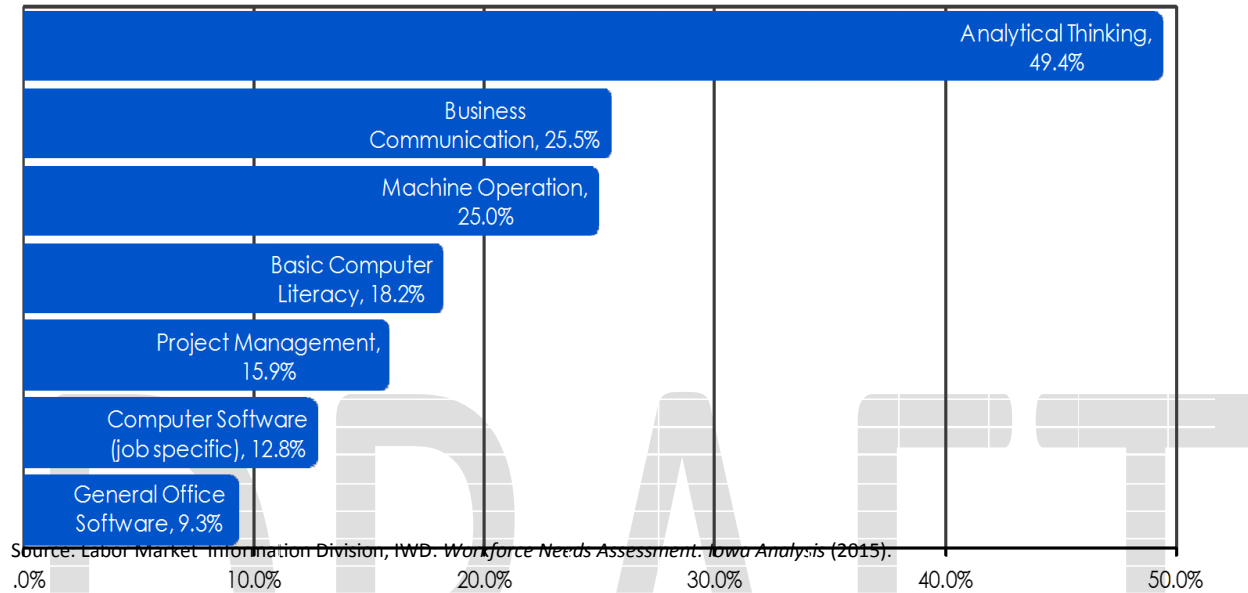 Analytical Thinking,
49.4%
Business
Communication, 25.5%
Machine Operation,
25.0%
Basic Computer
Literacy, 18.2%
Project Management,
15.9%
Computer Software
(job specific), 12.8%
General Office
Software, 9.3%
Source: Labor Market Information Division, IWD. Workforce Needs Assessment: Iowa Analysis (2015).
.0% 10.0% 20.0% 30.0% 40.0% 50.0%
DRAFT